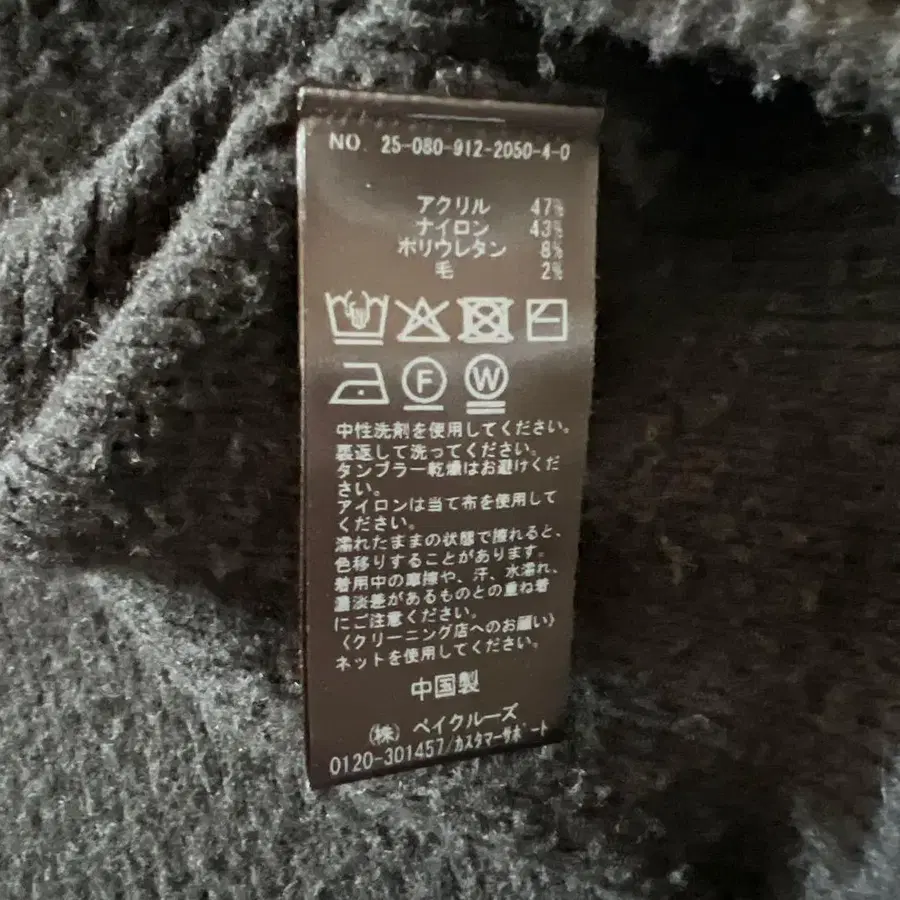 NO. 25-080-912-2050-4-0
アクリル 47%
ナイロン 43%
ポリウレタン 8%
毛 2%
F W
中性洗剤を使用してください。
裏返して洗ってください。
タンブラー乾燥はお避けくだ
さい。
アイロンは当て布を使用して
ください。
濡れたままの状態で擦れると、
色移りすることがあります。
着用中の摩擦や、汗、水濡れ、
濃淡差があるものとの重ね着
にご注意ください。
〈クリーニング店へのお願い〉
ネットを使用してください。
中国製
(株) ベイクルーズ
0120-301457/カスタマーサポート